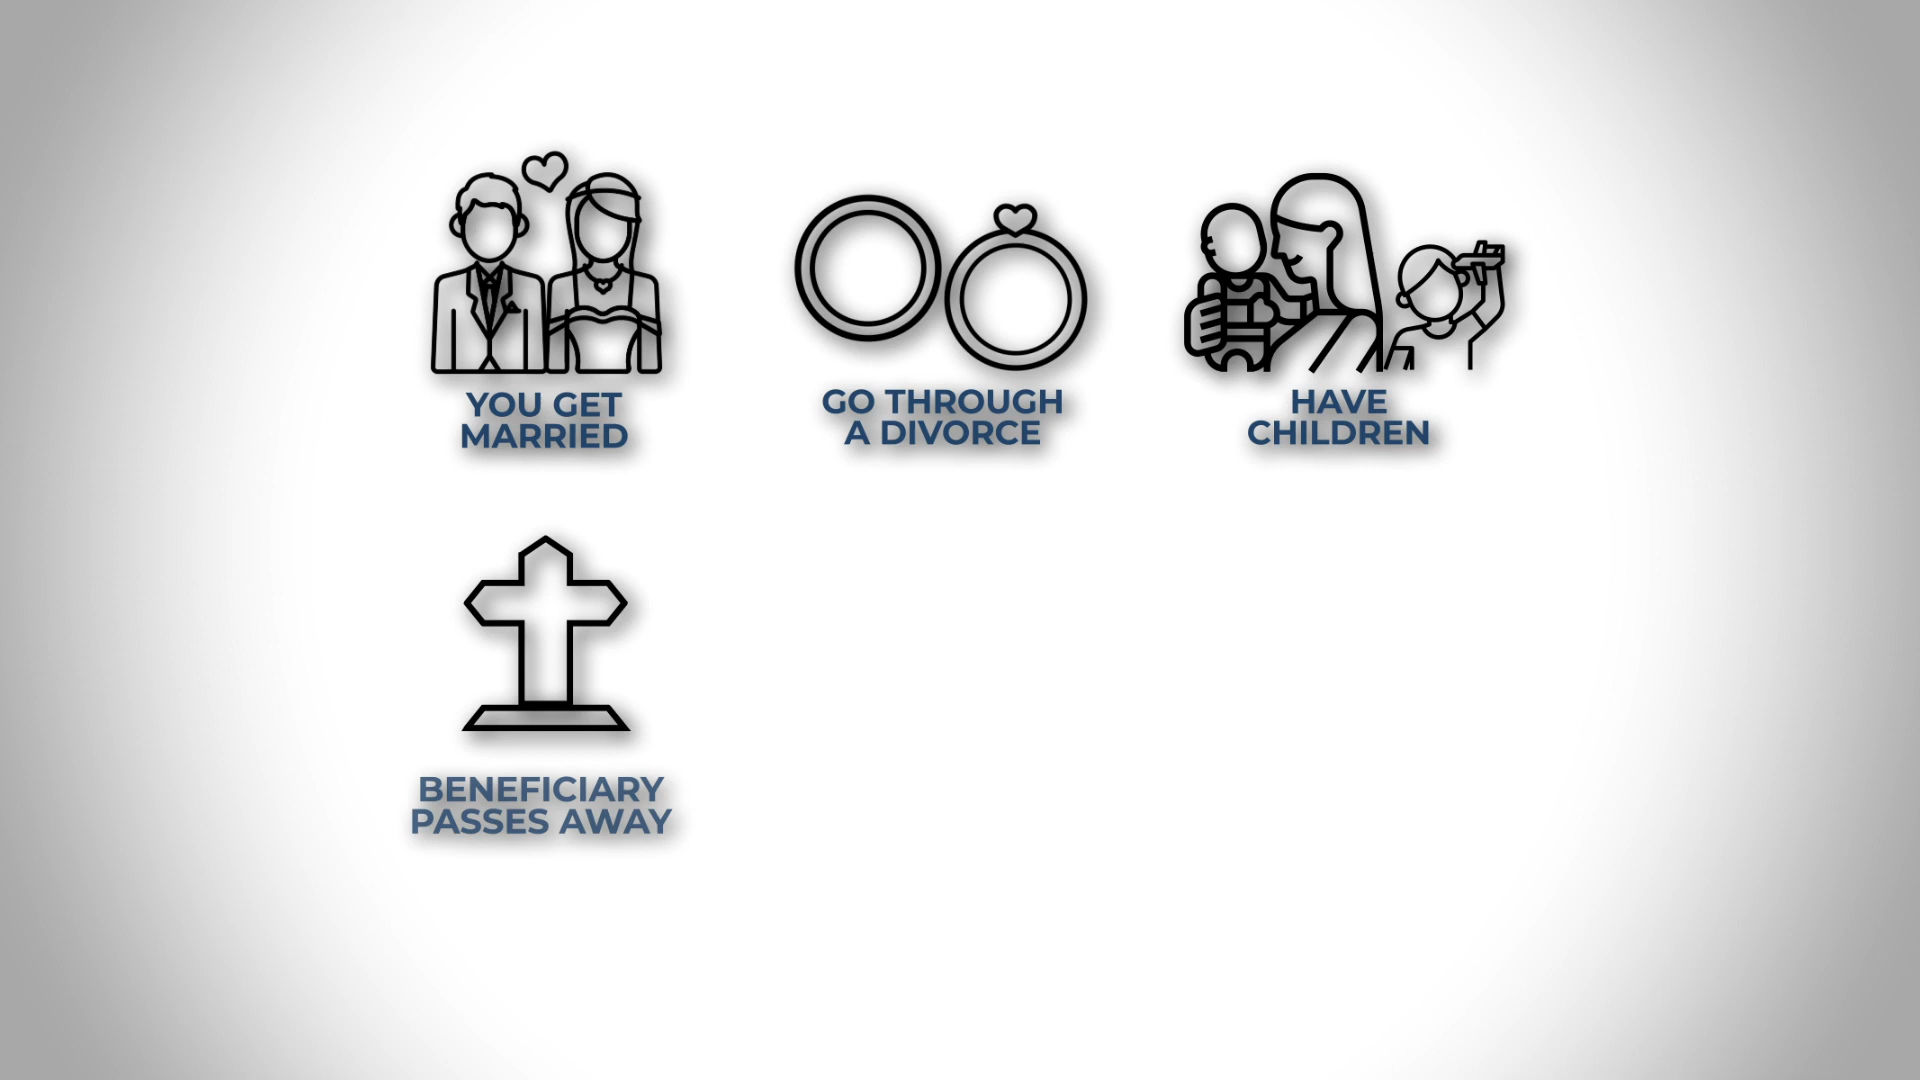 YOU GET
MARRIED
GO THROUGH
A DIVORCE
HAVE
CHILDREN
BENEFICIARY
PASSES AWAY